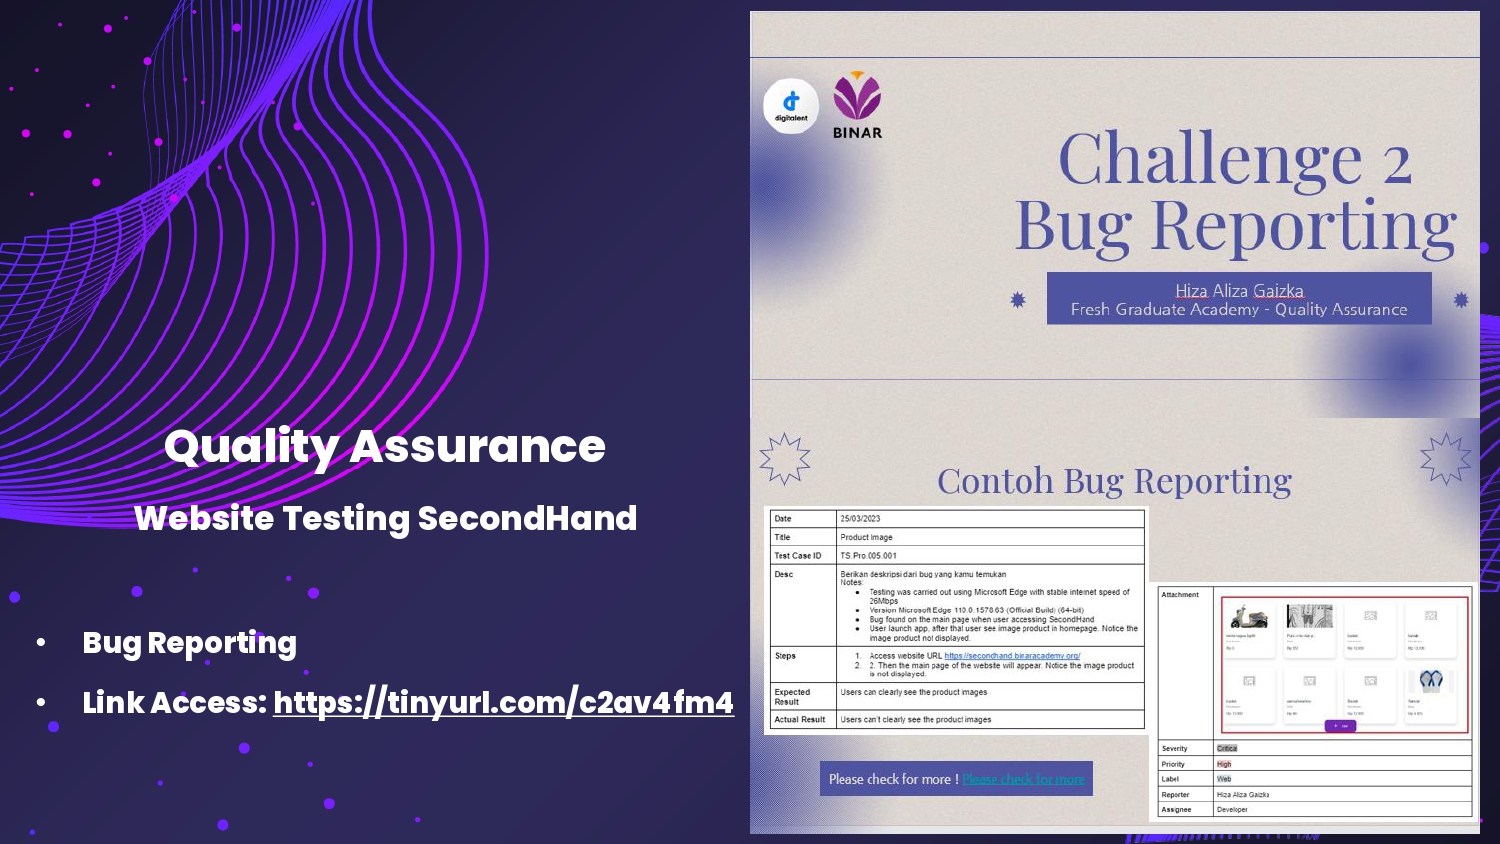 Quality Assurance
Website Testing SecondHand
• Bug Reporting
• Link Access: https://tinyurl.com/c2av4fm4
digitalent
BINAR
Challenge 2
Bug Reporting
Hiza Aliza Gaizka
Fresh Graduate Academy - Quality Assurance
Contoh Bug Reporting
Date 25/03/2023
Title Product Image
Test Case ID TS.Pro.005.001
Desc Berikan deskripsi dari bug yang kamu temukan
Notes:
● Testing was carried out using Microsoft Edge with stable internet speed of
26Mbps
● Version Microsoft Edge 110.0.1578.63 (Official Build) (64-bit)
● Bug found on the main page when user accessing SecondHand
● User launch app, after that user see image product in homepage. Notice the
image product not displayed.
Steps 1. Access website URL https://secondhand.binaracademy.org/
2. 2. Then the main page of the website will appear. Notice the image product
is not displayed.
Expected
Result Users can clearly see the product images
Actual Result Users can't clearly see the product images
Please check for more ! Please check for more
Attachment
Severity Critical
Priority High
Label Web
Reporter Hiza Aliza Gaizka
Assignee Developer